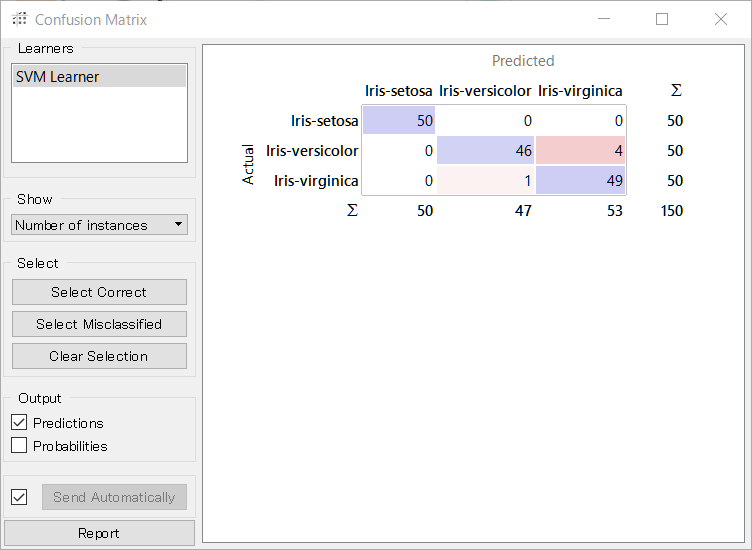 Confusion Matrix
Learners
SVM Learner
Show
Number of instances
Select
Select Correct
Select Misclassified
Clear Selection
Output
Predictions
Probabilities
Send Automatically
Report
Predicted
Iris-setosa Iris-versicolor Iris-virginica Σ
Actual
Iris-setosa 50 0 0 50
Iris-versicolor 0 46 4 50
Iris-virginica 0 1 49 50
Σ 50 47 53 150